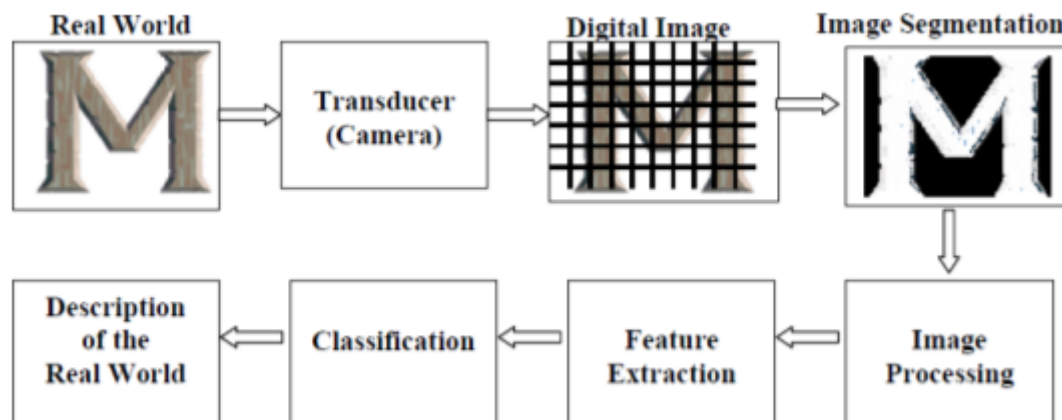 Real World
Transducer
(Camera)
Digital Image
Image Segmentation
M
M
M
Image
Processing
Feature
Extraction
Classification
Description
of the
Real World